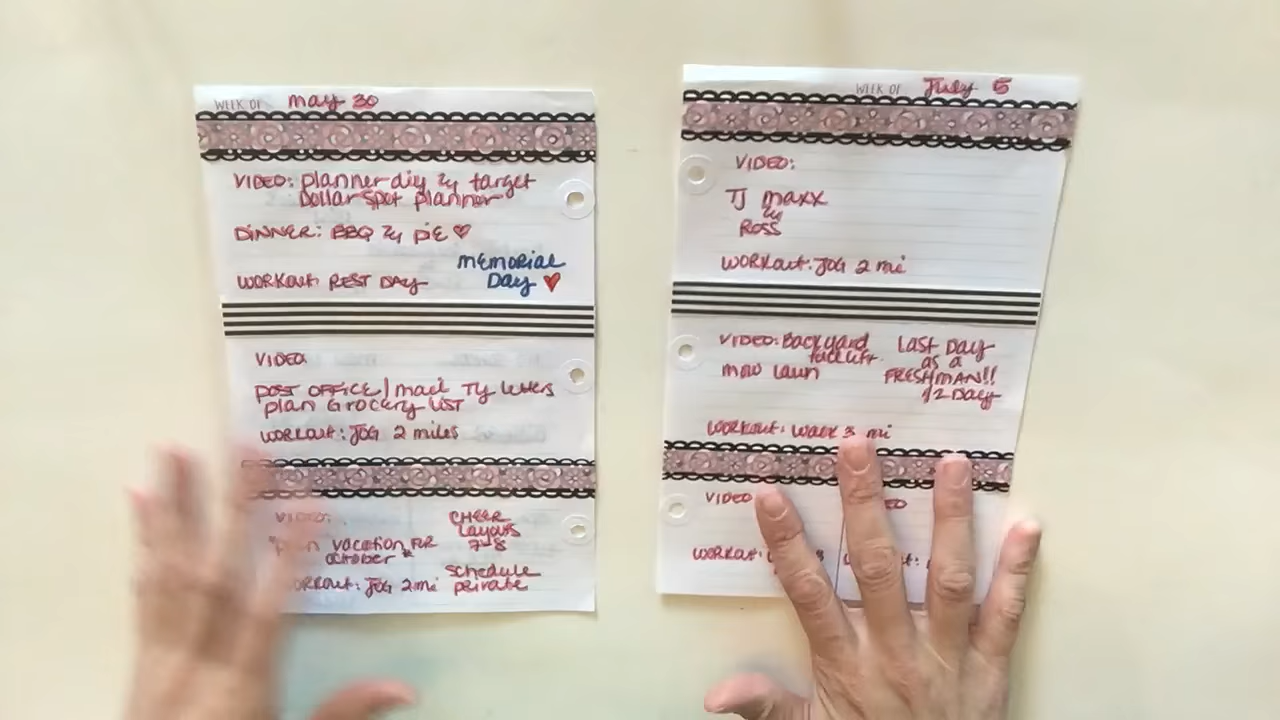 WEEK OF may 30
VIDEO: planner diy w target
Dollar spot planner
DINNER: BBQ w pie
MEMORIAL
Day
WORKOUT: REST DAY
VIDEO:
POST OFFICE/mail Ty letters
plan Grocery LIST
WORKOUT: JOG 2 miles
VIDEO:
vacation FOR
october *
WORKOUT: JOG 2mi
CHEER
Layouts
7-8
schedule
private
WEEK OF July 5
VIDEO:
TJ maxx
w
ROSS
WORKOUT: JOG 2 mi
VIDEO: Backyard
facelift.
mow lawn
LAST DAY
as a
FRESHMAN!!
1/2 Day
WORKOUT: walk 3 mi
VIDEO
WORKOUT: